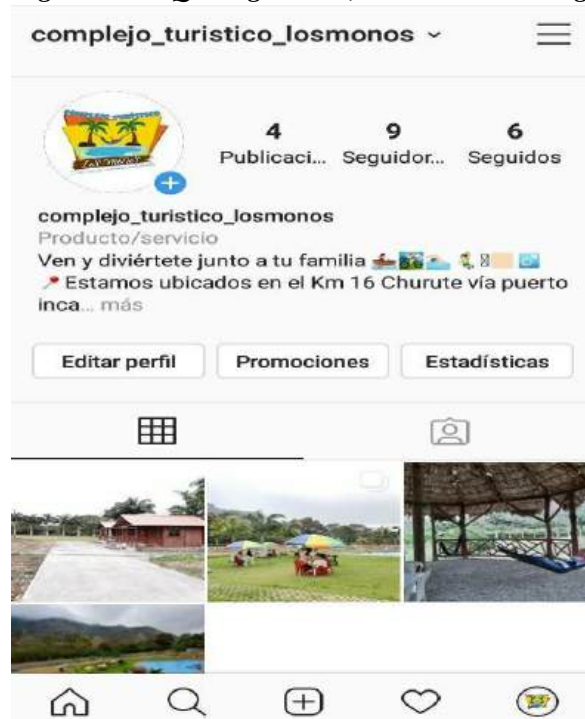 complejo_turistico_losmonos
4 9 6
Publicaci... Seguidor... Seguidos
complejo_turistico_losmonos
Producto/servicio
Ven y diviértete junto a tu familia
Estamos ubicados en el Km 16 Churute vía puerto
inca... más
Editar perfil Promociones Estadísticas